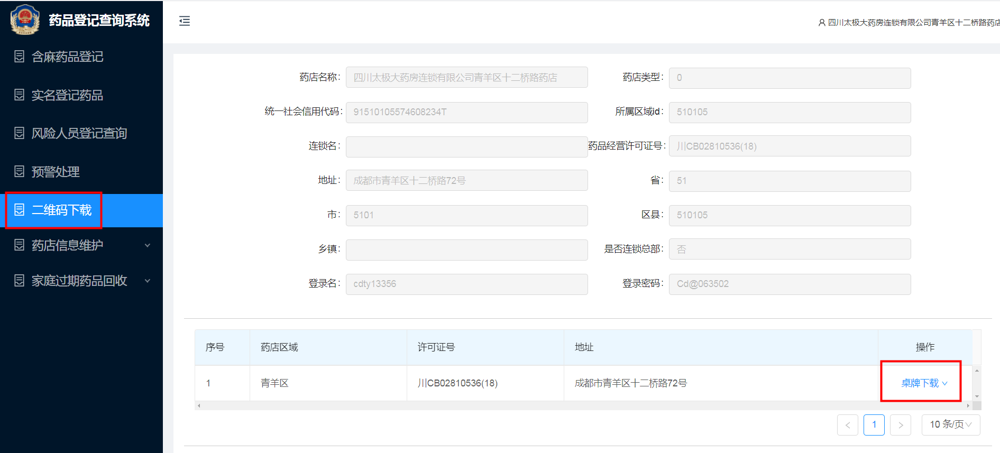 药品登记查询系统
四川太极大药房连锁有限公司青羊区十二桥路药店
含麻药品登记
实名登记药品
风险人员登记查询
预警处理
二维码下载
药店信息维护
家庭过期药品回收
药店名称: 四川太极大药房连锁有限公司青羊区十二桥路药店 药店类型: 0
统一社会信用代码: 91510105574608234T 所属区域id: 510105
连锁名: 药品经营许可证号: 川CB02810536(18)
地址: 成都市青羊区十二桥路72号 省: 51
市: 5101 区县: 510105
乡镇: 是否连锁总部: 否
登录名: cdty13356 登录密码: Cd@063502
序号 药店区域 许可证号 地址 操作
1 青羊区 川CB02810536(18) 成都市青羊区十二桥路72号 桌牌下载
< 1 > 10 条/页